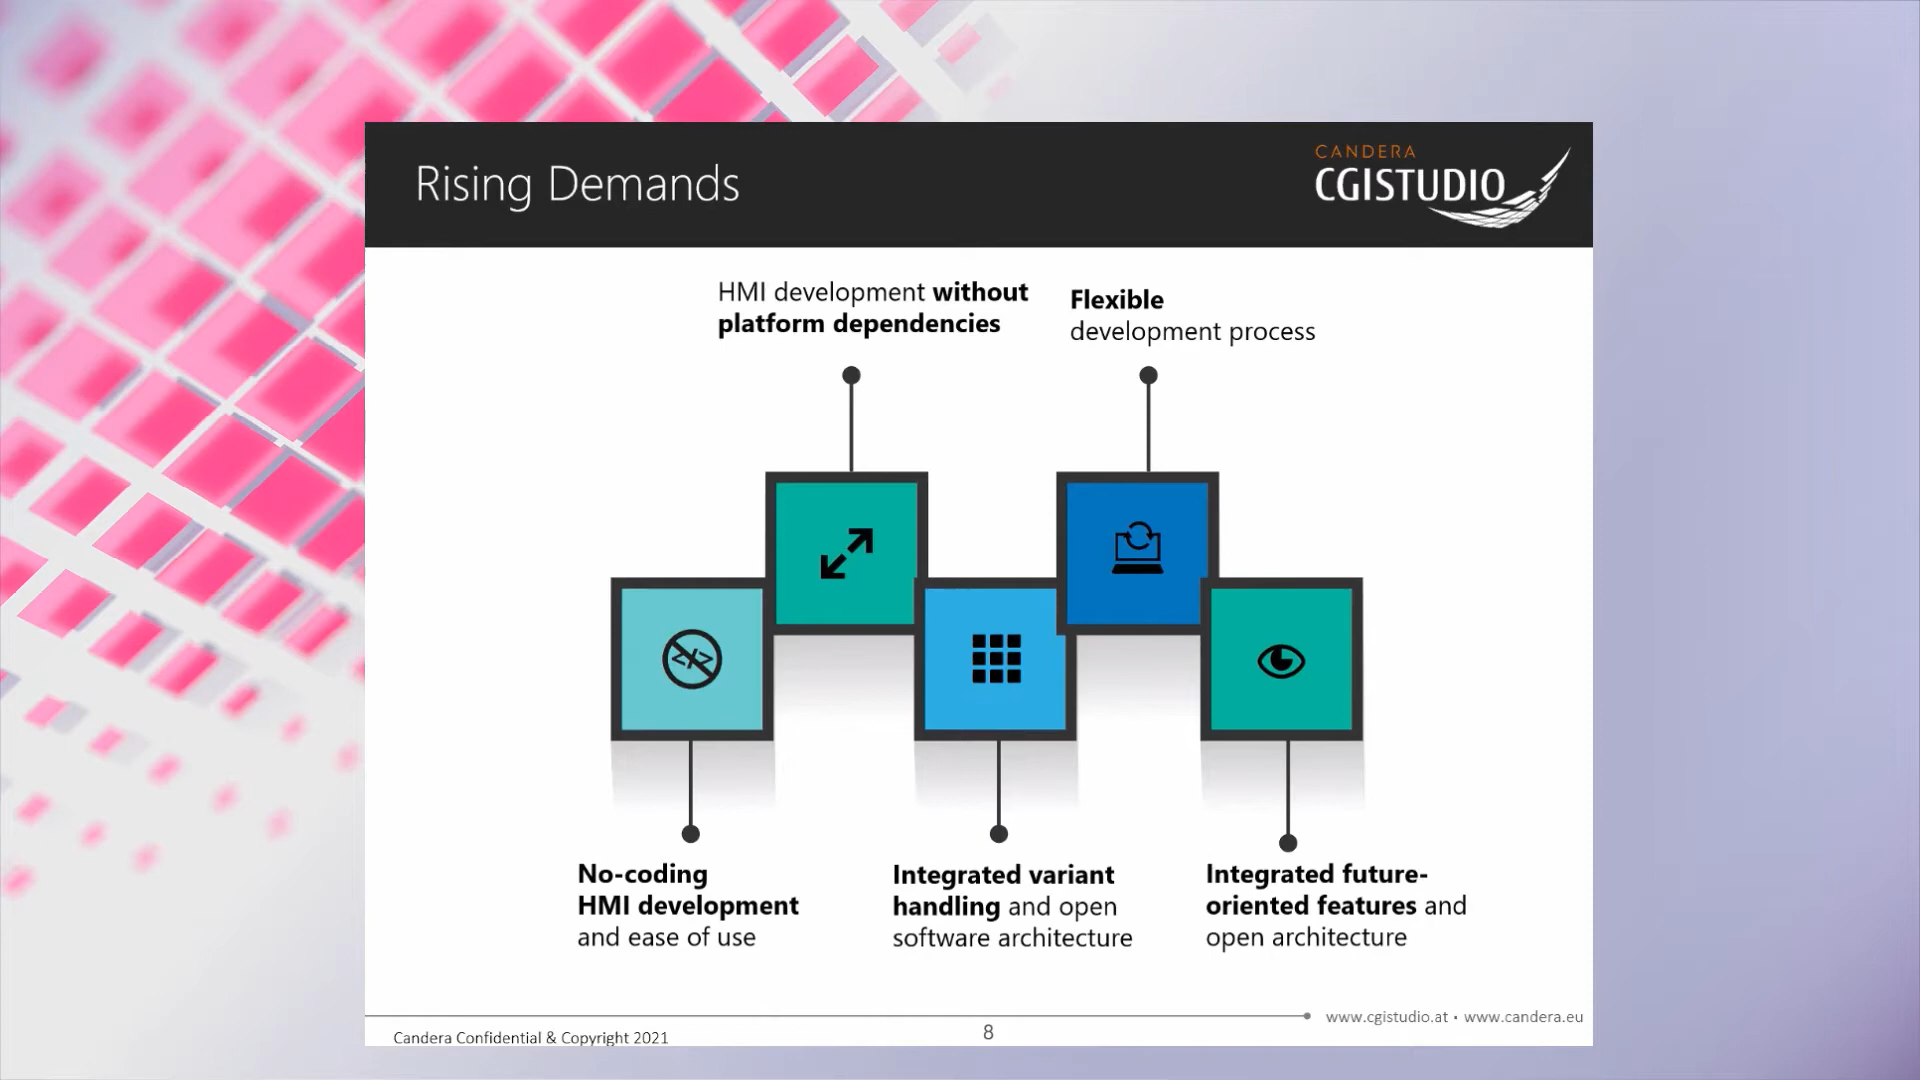 Rising Demands
CANDERA
CGISTUDIO
HMI development without
platform dependencies
Flexible
development process
No-coding
HMI development
and ease of use
Integrated variant
handling and open
software architecture
Integrated future-
oriented features and
open architecture
www.cgistudio.at • www.candera.eu
Candera Confidential & Copyright 2021
8